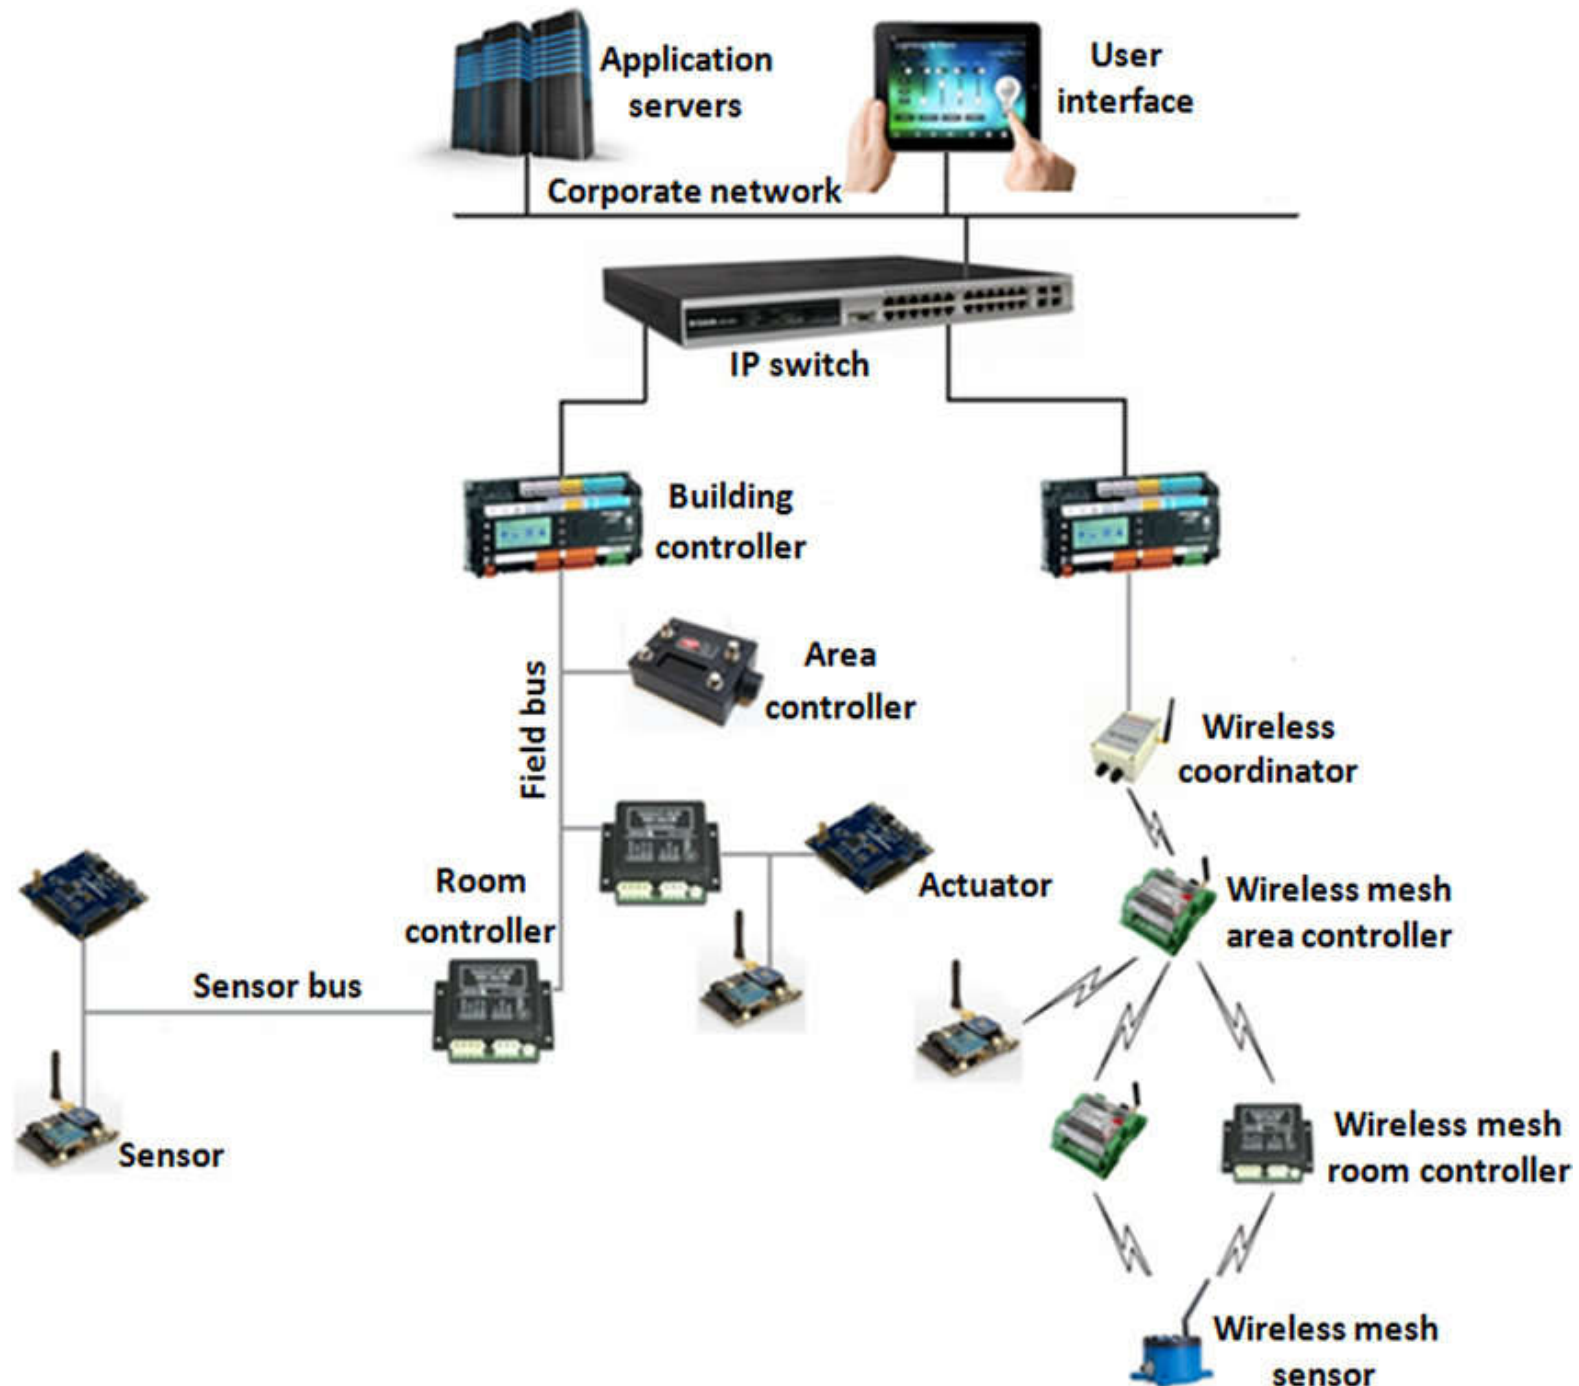 Application
servers
User
interface
Corporate network
IP switch
Building
controller
Area
controller
Field bus
Wireless
coordinator
Room
controller
Actuator
Wireless mesh
area controller
Sensor bus
Sensor
Wireless mesh
room controller
Wireless mesh
sensor